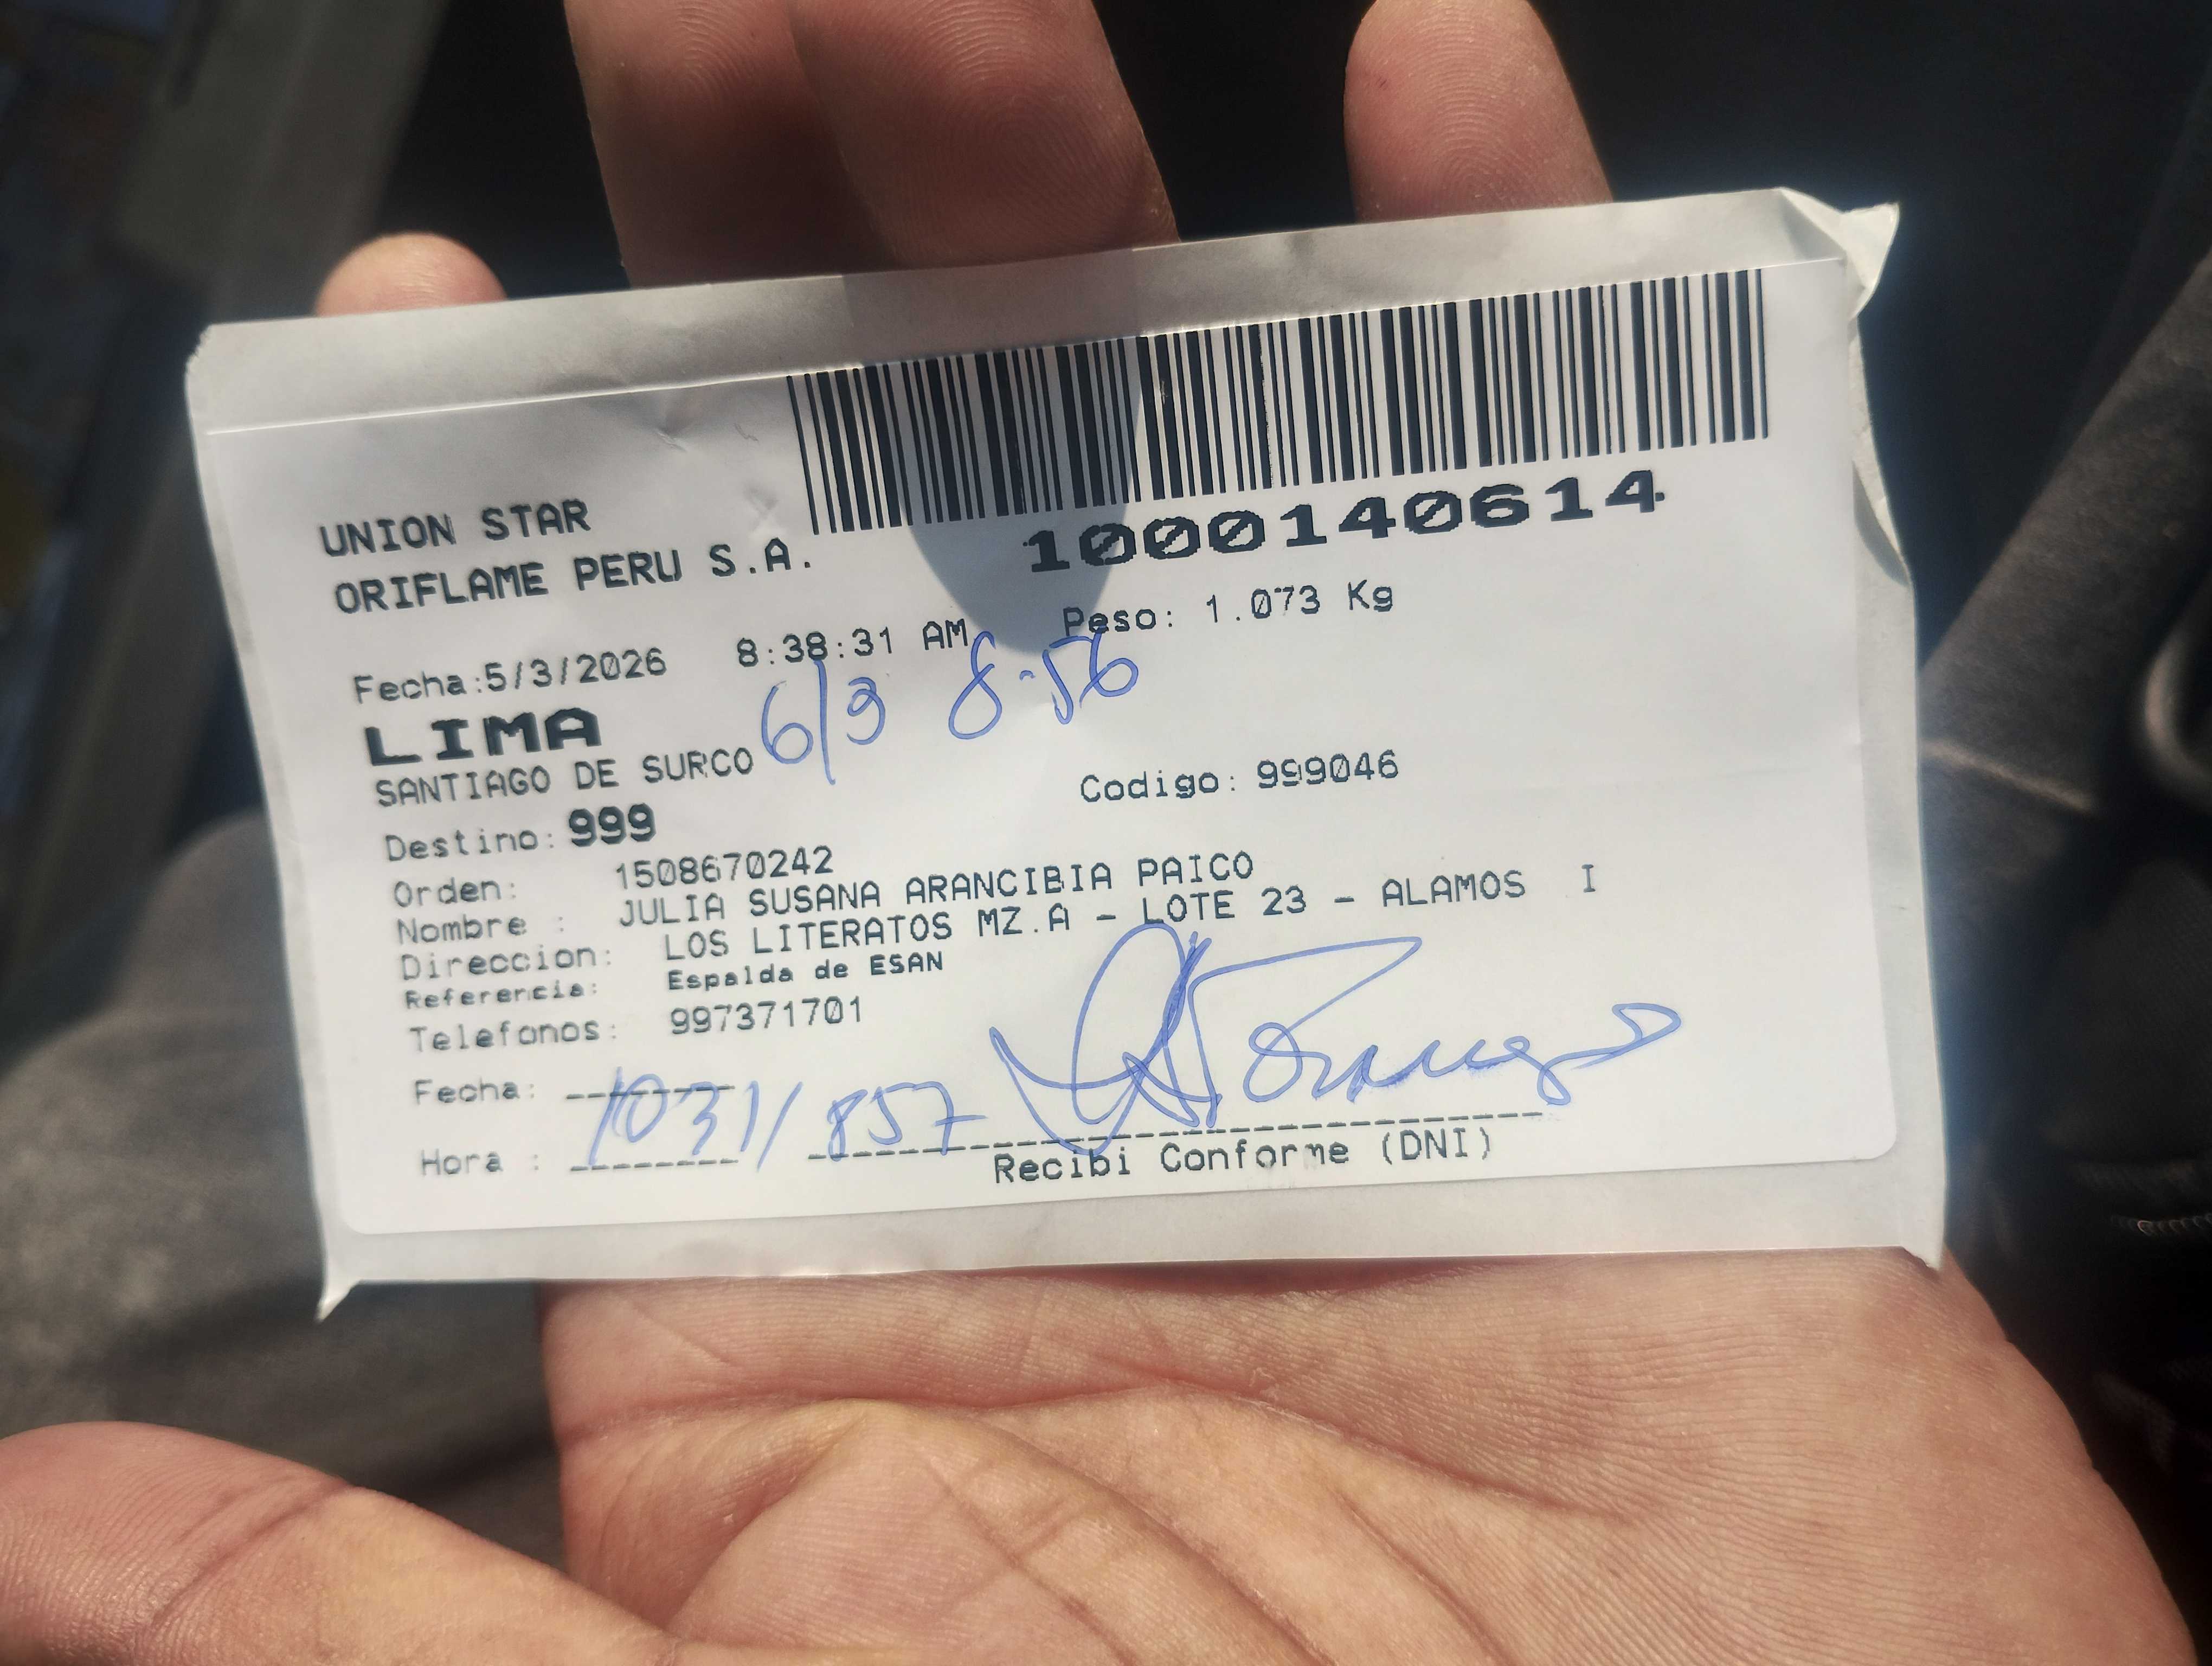 1000140614
UNION STAR
ORIFLAME PERU S.A.
Fecha:5/3/2026 8:38:31 AM Peso: 1.073 Kg
6/3 8-56
LIMA
SANTIAGO DE SURCO
Codigo: 999046
Destino: 999
Orden: 1508670242
Nombre : JULIA SUSANA ARANCIBIA PAICO
Direccion: LOS LITERATOS MZ.A - LOTE 23 - ALAMOS I
Referencia: Espalda de ESAN
Telefonos: 997371701
Fecha:
1031/ 857
Hora :
Recibi Conforme (DNI)